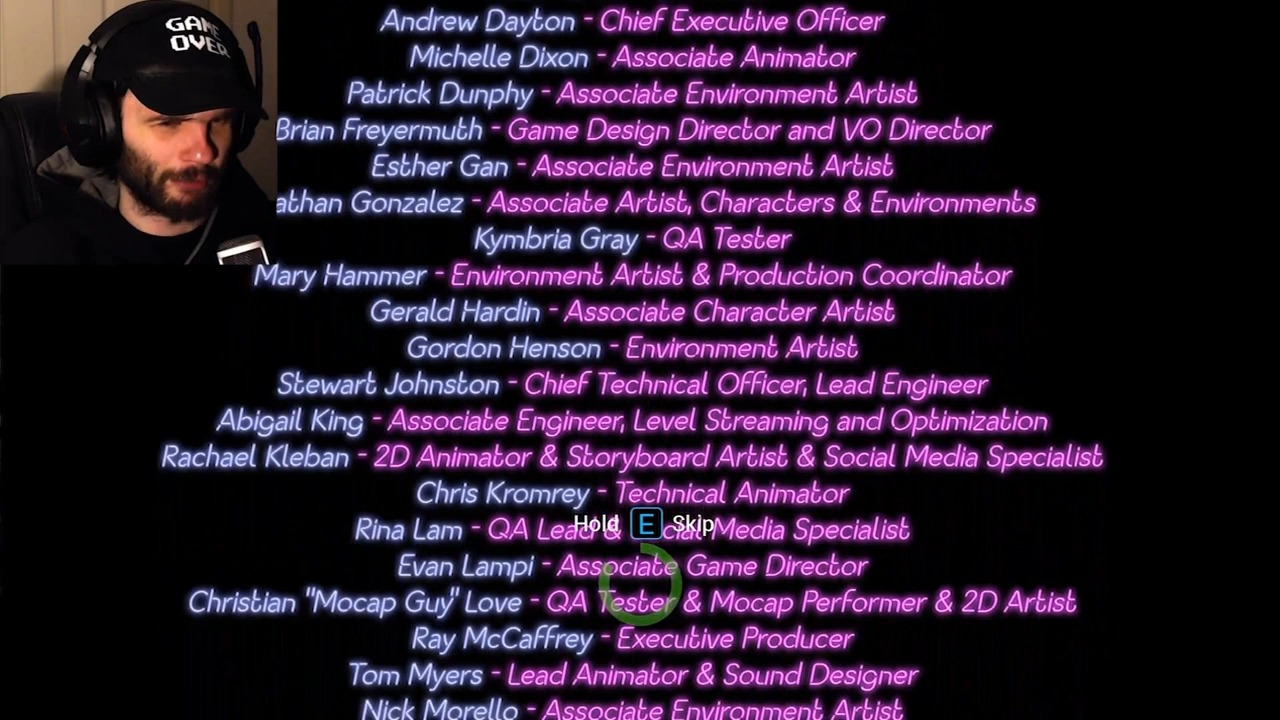 GAME
OVER
Andrew Dayton - Chief Executive Officer
Michelle Dixon - Associate Animator
Patrick Dunphy - Associate Environment Artist
Brian Freyermuth - Game Design Director and VO Director
Esther Gan - Associate Environment Artist
athan Gonzalez - Associate Artist, Characters & Environments
Kymbria Gray - QA Tester
Mary Hammer - Environment Artist & Production Coordinator
Gerald Hardin - Associate Character Artist
Gordon Henson - Environment Artist
Stewart Johnston - Chief Technical Officer, Lead Engineer
Abigail King - Associate Engineer, Level Streaming and Optimization
Rachael Kleban - 2D Animator & Storyboard Artist & Social Media Specialist
Chris Kromrey - Technical Animator
Hold E Skip
Rina Lam - QA Lead & Social Media Specialist
Evan Lampi - Associate Game Director
Christian "Mocap Guy" Love - QA Tester & Mocap Performer & 2D Artist
Ray McCaffrey - Executive Producer
Tom Myers - Lead Animator & Sound Designer
Nick Morello - Associate Environment Artist